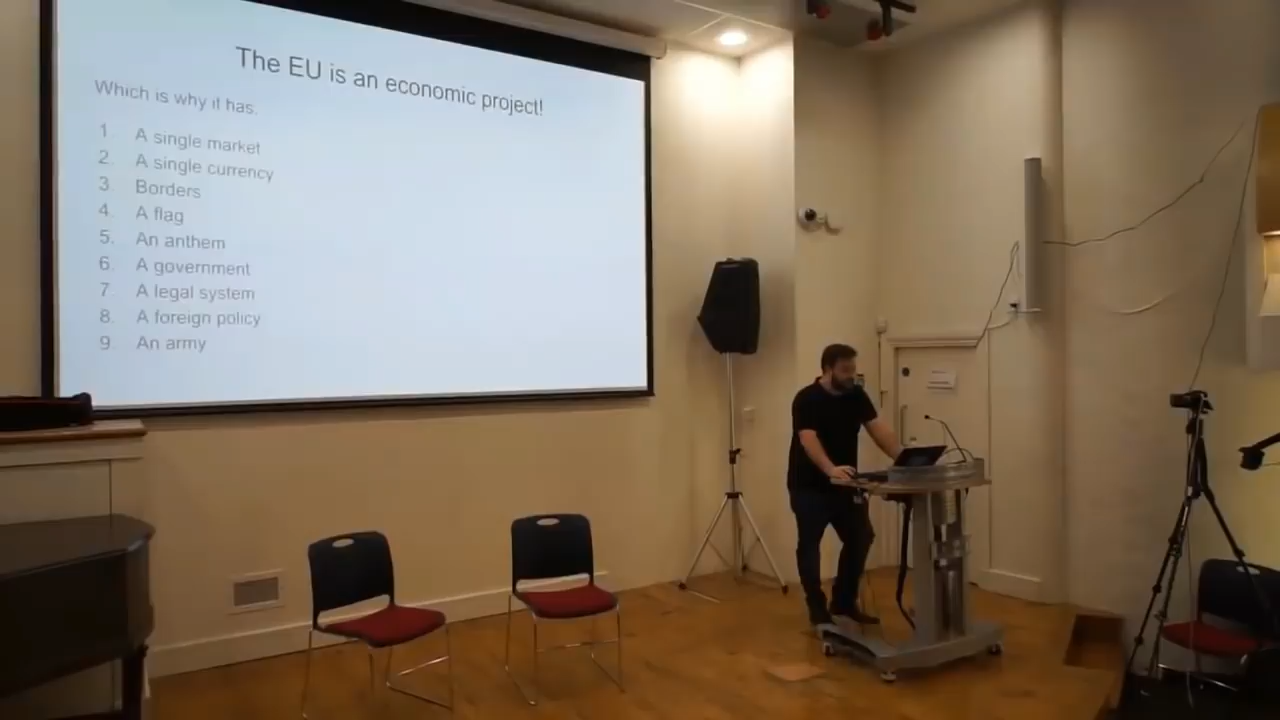 The EU is an economic project!
Which is why it has.
1. A single market
2. A single currency
3. Borders
4. A flag
5. An anthem
6. A government
7. A legal system
8. A foreign policy
9. An army